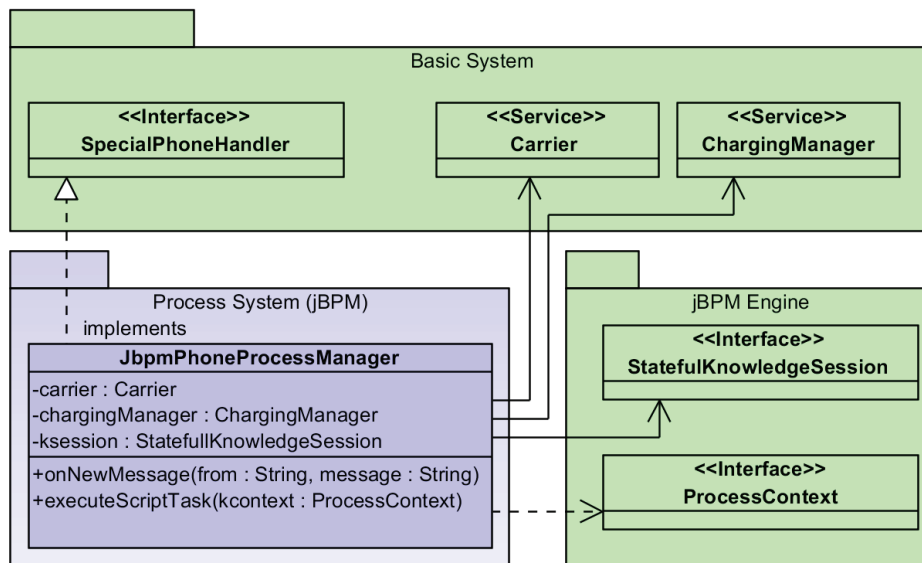 Basic System
<<Interface>>
SpecialPhoneHandler
<<Service>>
Carrier
<<Service>>
ChargingManager
Process System (jBPM)
implements
JbpmPhoneProcessManager
-carrier : Carrier
-chargingManager : ChargingManager
-ksession : StatefullKnowledgeSession
+onNewMessage(from : String, message : String)
+executeScriptTask(kcontext : ProcessContext)
jBPM Engine
<<Interface>>
StatefulKnowledgeSession
<<Interface>>
ProcessContext